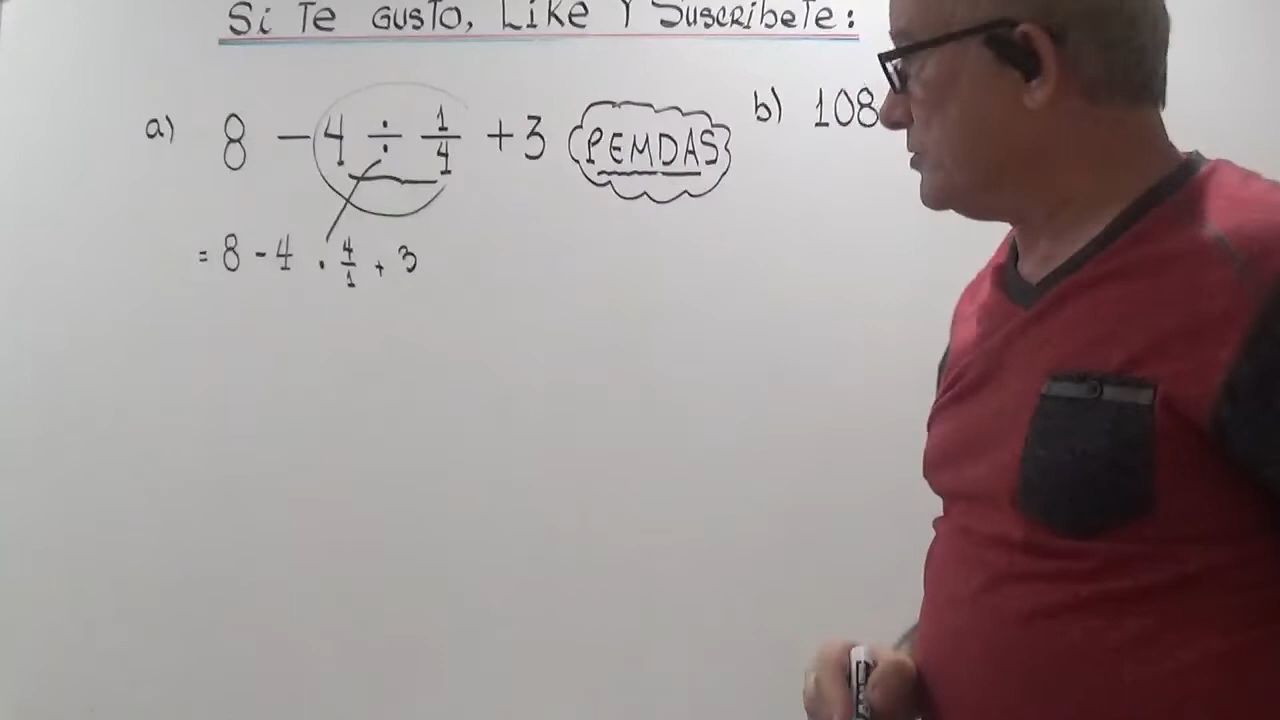 Si Te Gusto, Like Y Suscribete:
a) 8 - 4 ÷ 1/4 + 3 PEMDAS b) 108
= 8 - 4 · 4/1 + 3